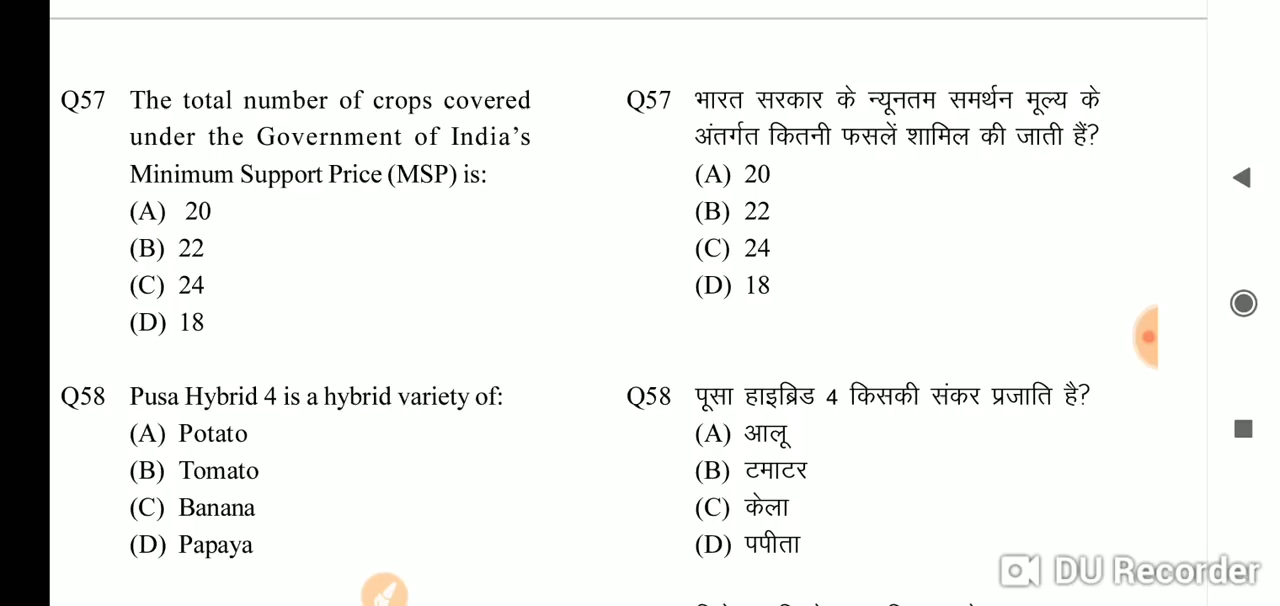 Q57 The total number of crops covered
under the Government of India's
Minimum Support Price (MSP) is:
(A) 20
(B) 22
(C) 24
(D) 18
Q58 Pusa Hybrid 4 is a hybrid variety of:
(A) Potato
(B) Tomato
(C) Banana
(D) Papaya
Q57 भारत सरकार के न्यूनतम समर्थन मूल्य के
अंतर्गत कितनी फसलें शामिल की जाती हैं?
(A) 20
(B) 22
(C) 24
(D) 18
Q58 पूसा हाइब्रिड 4 किसकी संकर प्रजाति है?
(A) आलू
(B) टमाटर
(C) केला
(D) पपीता
DU Recorder